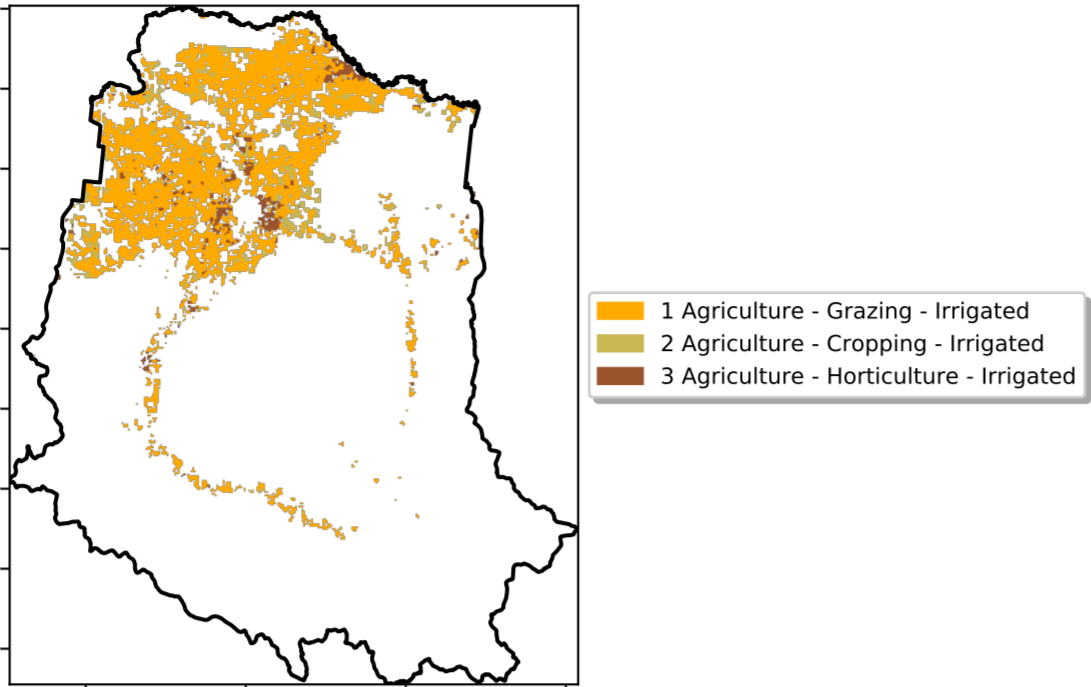 1 Agriculture - Grazing - Irrigated
2 Agriculture - Cropping - Irrigated
3 Agriculture - Horticulture - Irrigated